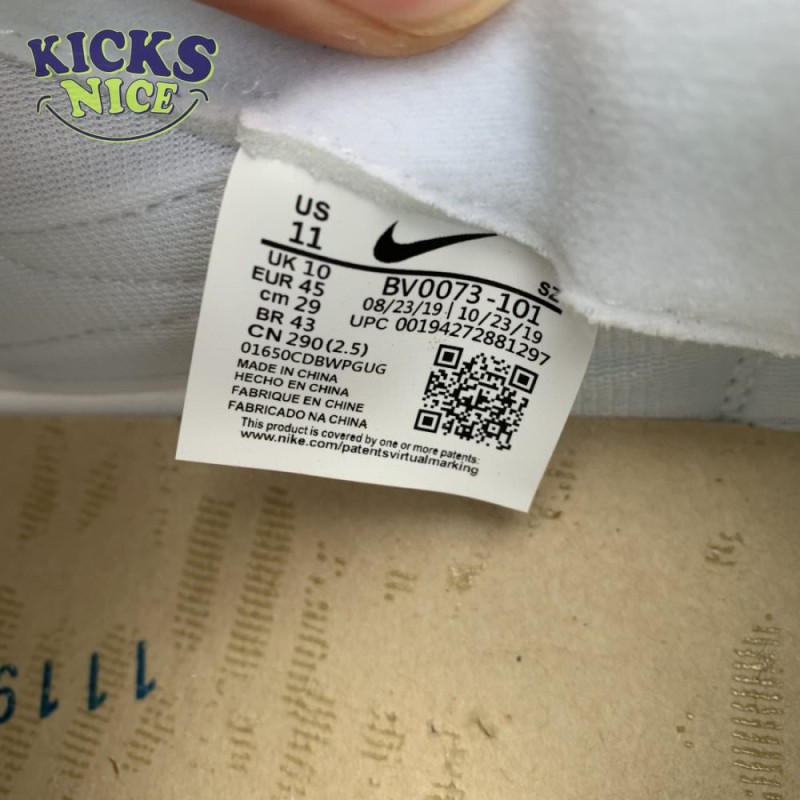 KICKS
NICE
US
11
UK 10
EUR 45
cm 29
BR 43
CN 290 (2.5)
01650CDBWPGUG
MADE IN CHINA
HECHO EN CHINA
FABRIQUE EN CHINE
FABRICADO NA CHINA
SZ
BV0073-101
08/23/19 | 10/23/19
UPC 00194272881297
This product is covered by one or more patents:
www.nike.com/patentsvirtualmarking
1119